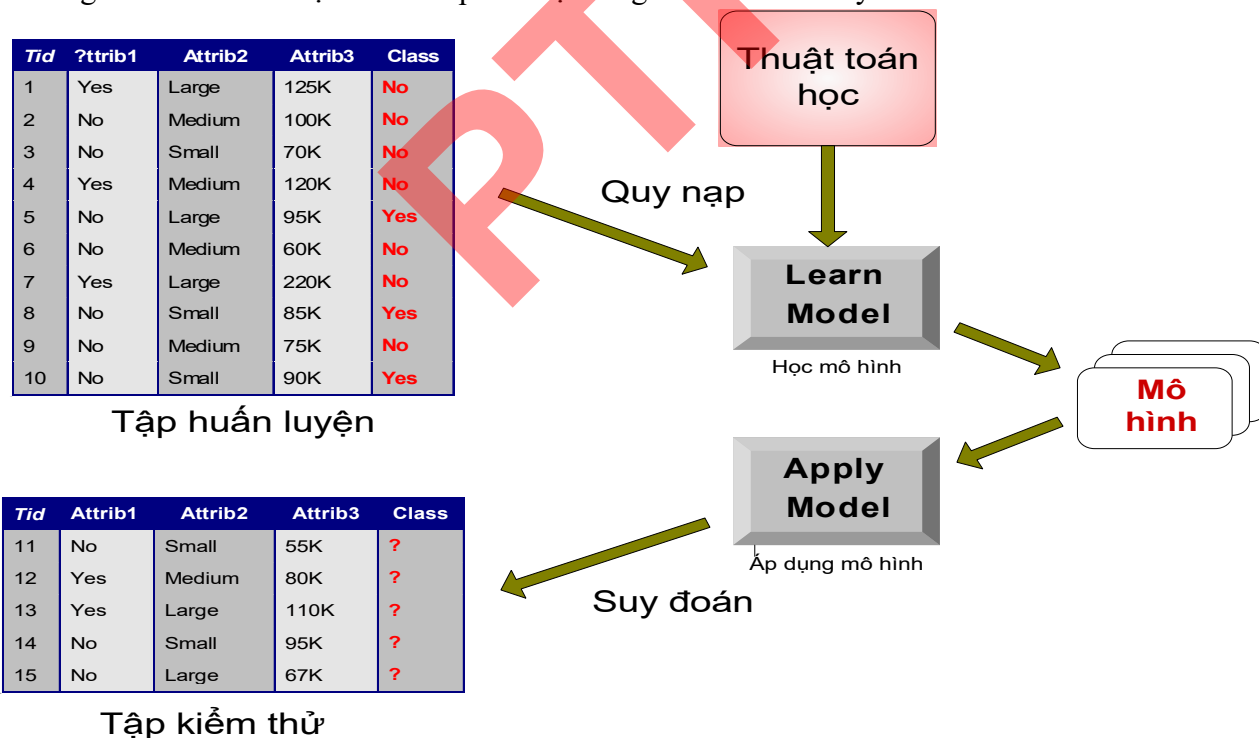 Tid ?ttrib1 Attrib2 Attrib3 Class
1 Yes Large 125K No
2 No Medium 100K No
3 No Small 70K No
4 Yes Medium 120K No
5 No Large 95K Yes
6 No Medium 60K No
7 Yes Large 220K No
8 No Small 85K Yes
9 No Medium 75K No
10 No Small 90K Yes
Tập huấn luyện
Thuật toán
học
Quy nạp
Learn
Model
Học mô hình
Mô
hình
Apply
Model
Áp dụng mô hình
Suy đoán
Tid Attrib1 Attrib2 Attrib3 Class
11 No Small 55K ?
12 Yes Medium 80K ?
13 Yes Large 110K ?
14 No Small 95K ?
15 No Large 67K ?
Tập kiểm thử